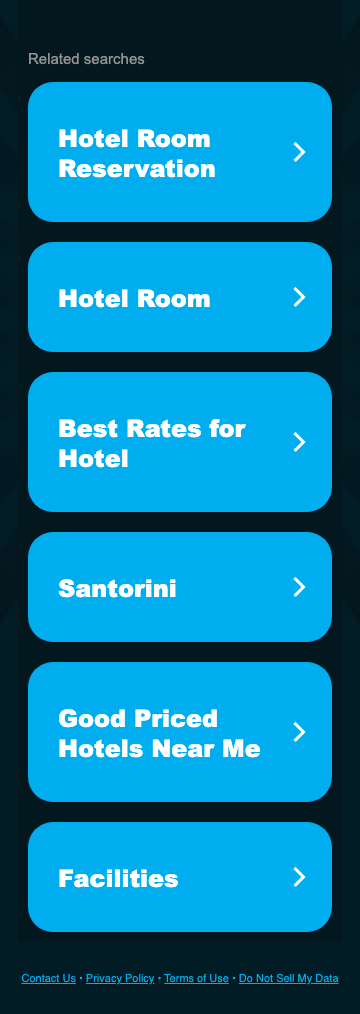 Related searches
Hotel Room
Reservation
Hotel Room
Best Rates for
Hotel
Santorini
Good Priced
Hotels Near Me
Facilities
Contact Us • Privacy Policy • Terms of Use • Do Not Sell My Data